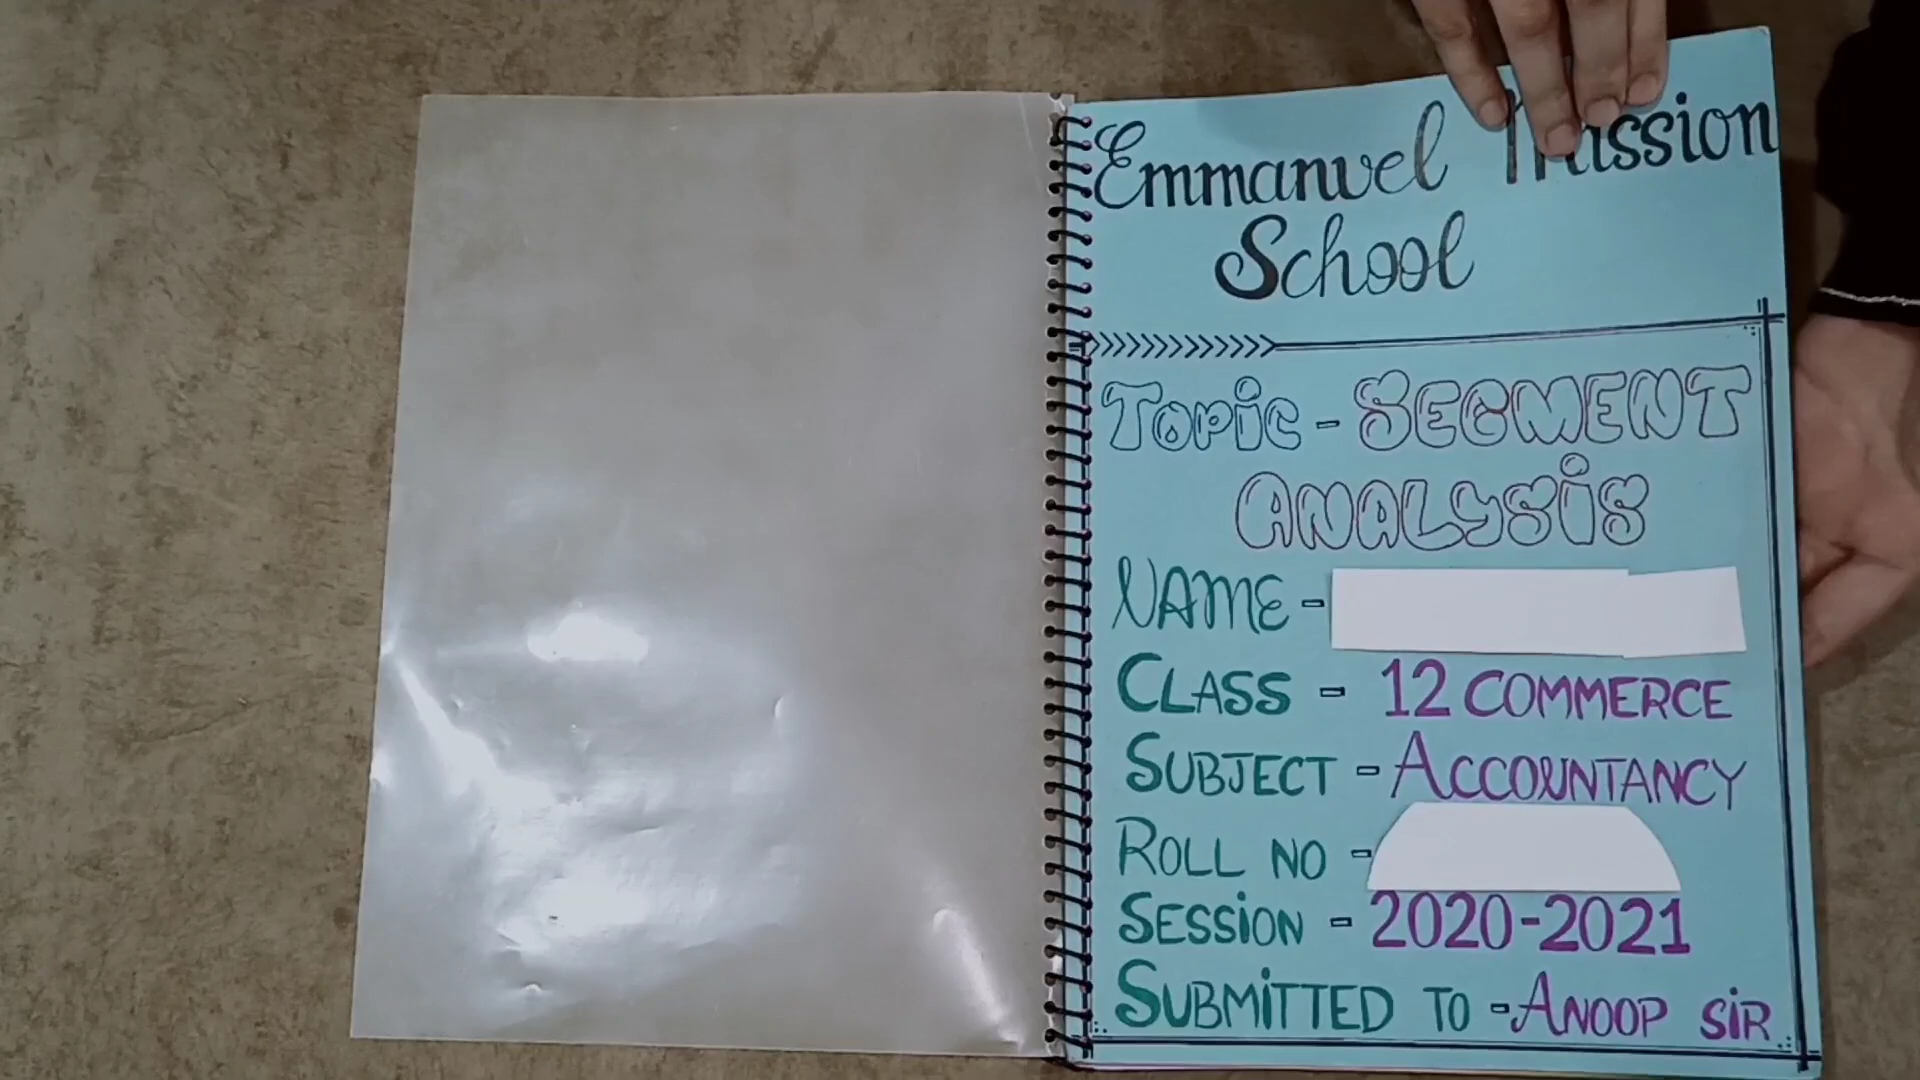 Emmanuel Mission
School
Topic - SEGMENT
ANALYSIS
NAME -
CLASS - 12 COMMERCE
SUBJECT - ACCOUNTANCY
ROLL NO -
SESSION - 2020-2021
SUBMITTED TO - ANOOP SIR